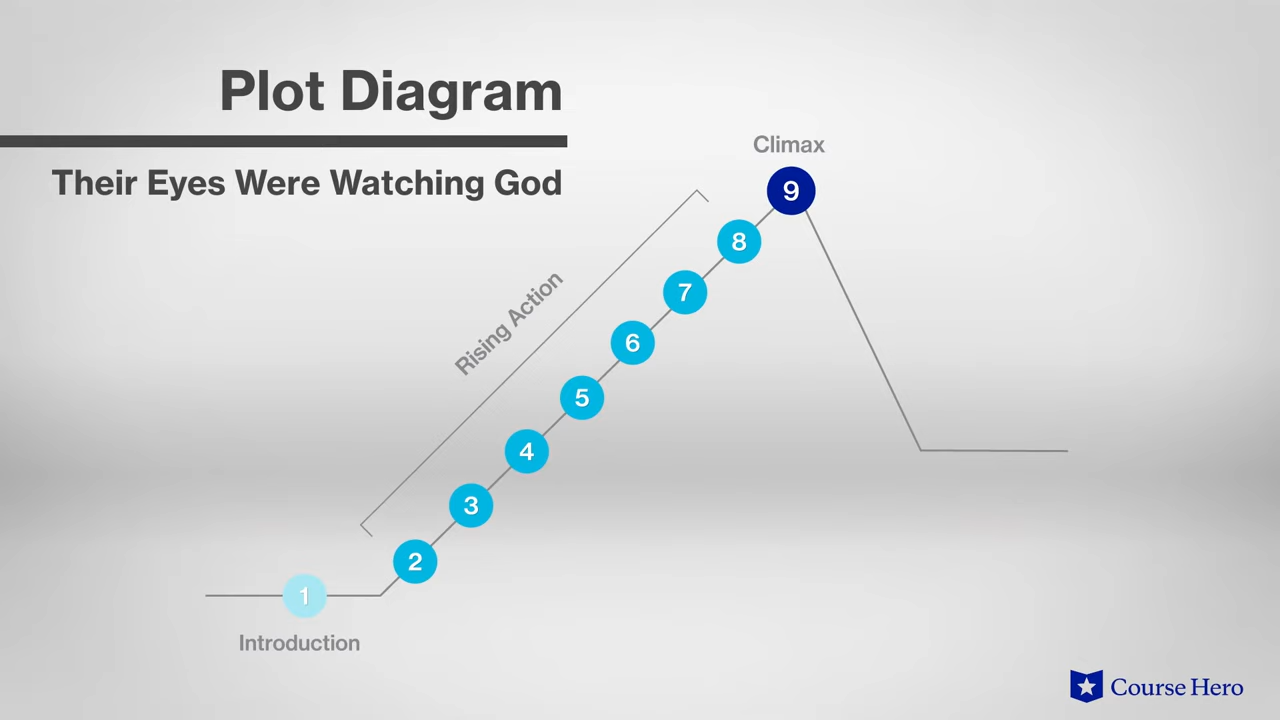 Plot Diagram
Their Eyes Were Watching God
Climax
9
8
7
Rising Action
6
5
4
3
2
1
Introduction
Course Hero